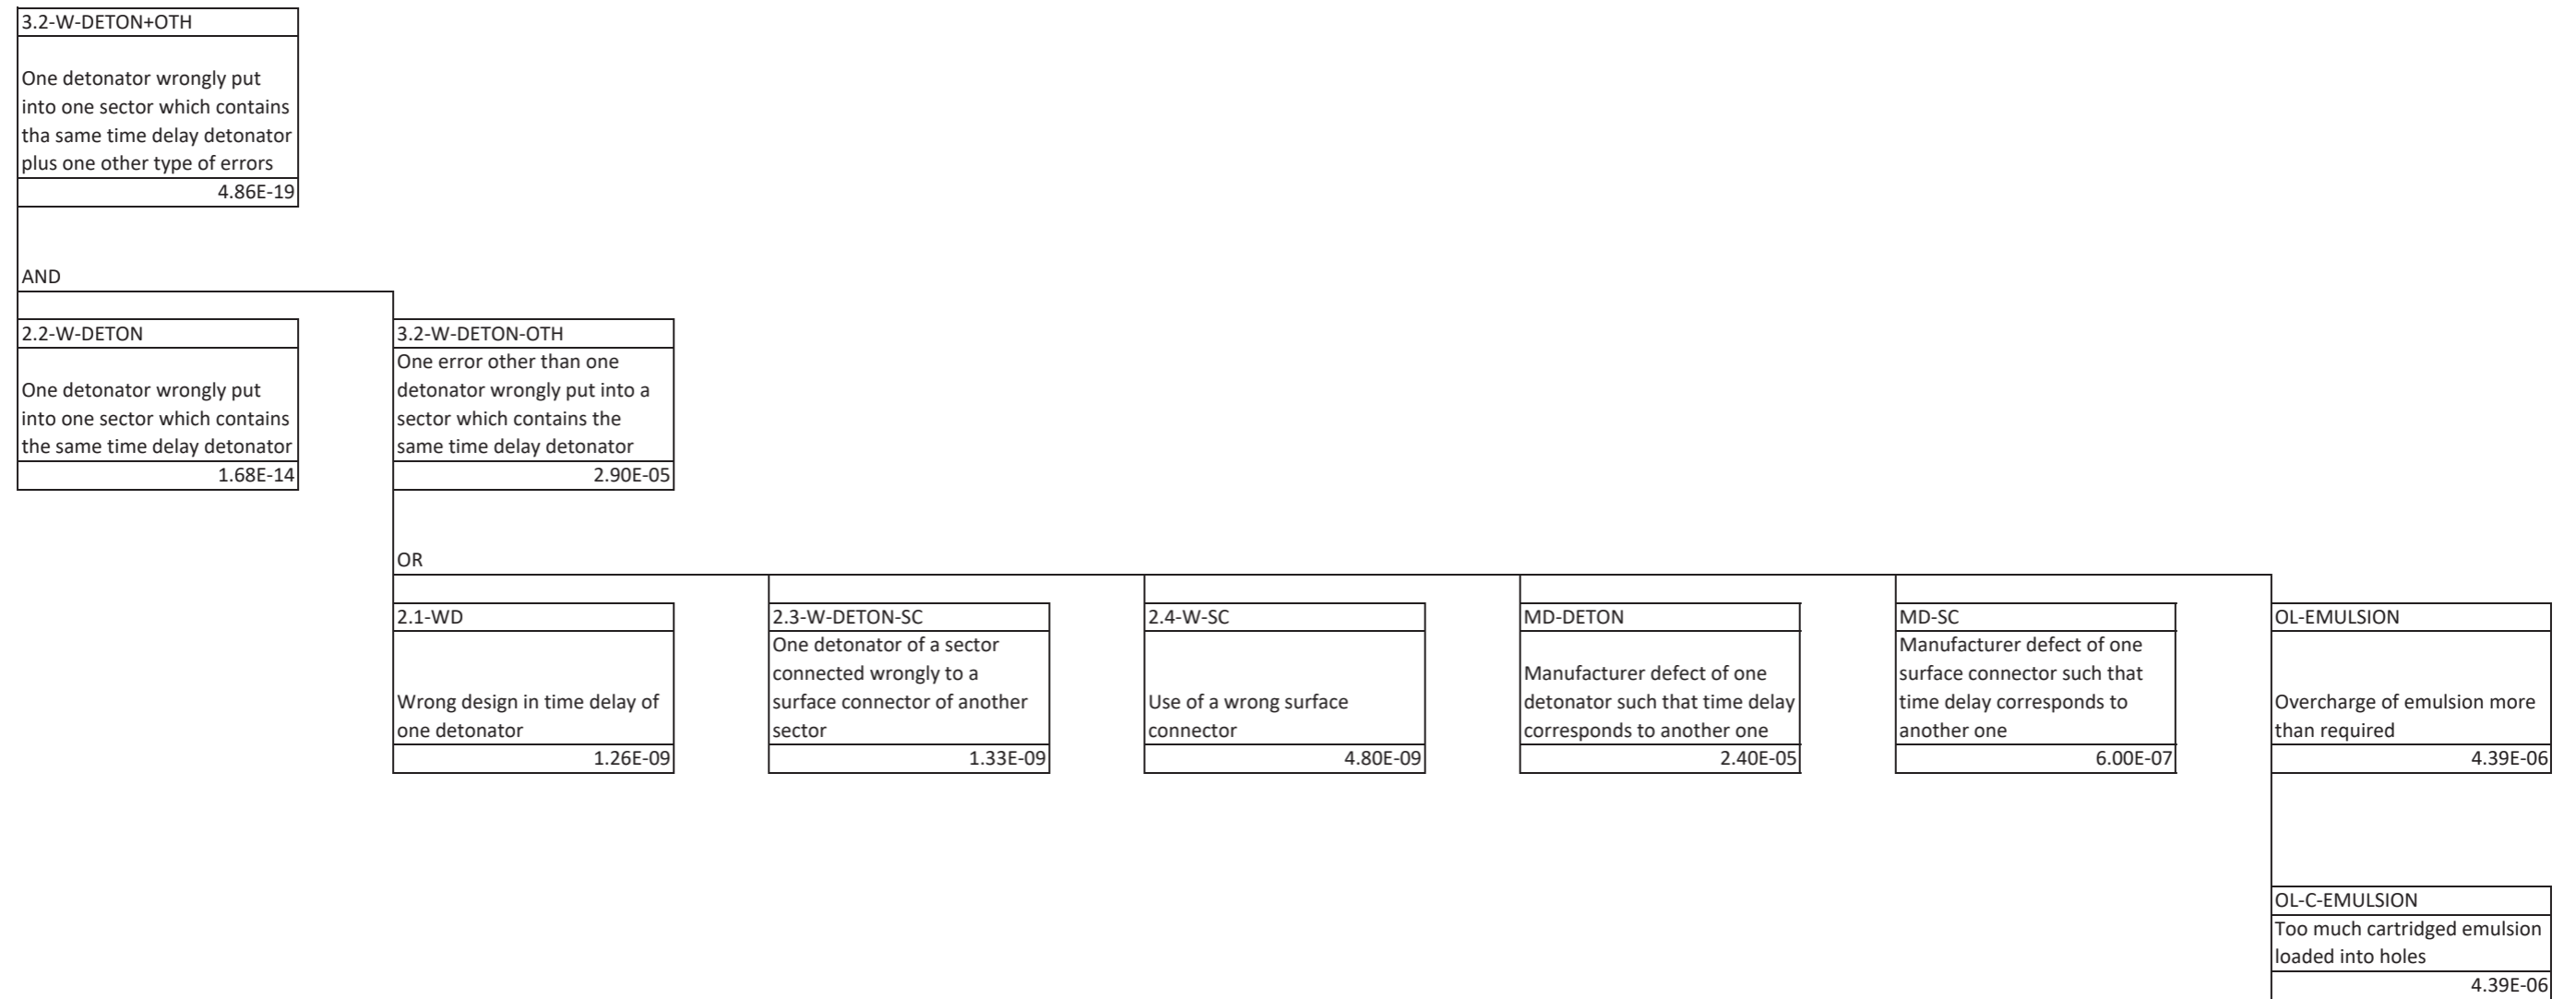 3.2-W-DETON+OTH
One detonator wrongly put
into one sector which contains
tha same time delay detonator
plus one other type of errors
4.86E-19
AND
2.2-W-DETON
One detonator wrongly put
into one sector which contains
the same time delay detonator
1.68E-14
3.2-W-DETON-OTH
One error other than one
detonator wrongly put into a
sector which contains the
same time delay detonator
2.90E-05
OR
2.1-WD
Wrong design in time delay of
one detonator
1.26E-09
2.3-W-DETON-SC
One detonator of a sector
connected wrongly to a
surface connector of another
sector
1.33E-09
2.4-W-SC
Use of a wrong surface
connector
4.80E-09
MD-DETON
Manufacturer defect of one
detonator such that time delay
corresponds to another one
2.40E-05
MD-SC
Manufacturer defect of one
surface connector such that
time delay corresponds to
another one
6.00E-07
OL-EMULSION
Overcharge of emulsion more
than required
4.39E-06
OL-C-EMULSION
Too much cartridged emulsion
loaded into holes
4.39E-06